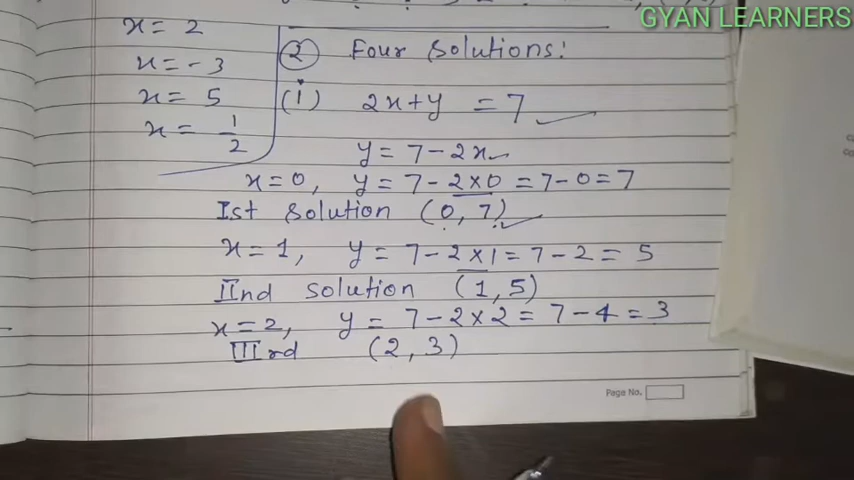 GYAN LEARNERS
x = 2
x = - 3
x = 5
x = 1/2
② Four Solutions:
(i) 2x+y = 7
y = 7 - 2x
x = 0, y = 7 - 2×0 = 7-0 = 7
Ist Solution (0, 7)
x = 1, y = 7 - 2×1 = 7 - 2 = 5
IInd Solution (1, 5)
x = 2, y = 7 - 2×2 = 7 - 4 = 3
IIIrd (2, 3)
Page No.